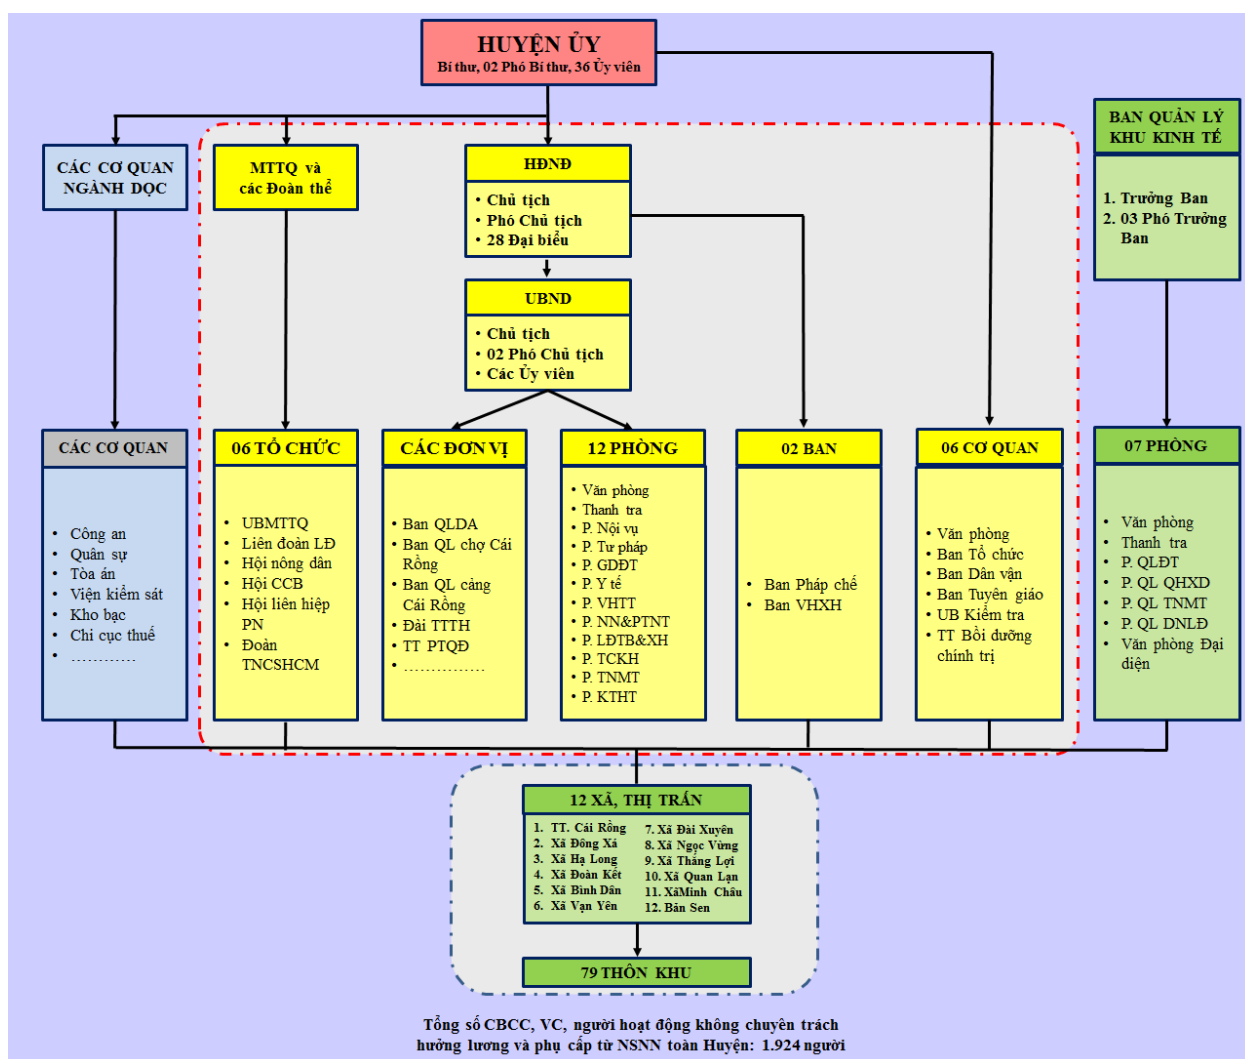 HUYỆN ỦY
Bí thư, 02 Phó Bí thư, 36 Ủy viên
CÁC CƠ QUAN
NGÀNH DỌC
MTTQ và
các Đoàn thể
HĐND
• Chủ tịch
• Phó Chủ tịch
• 28 Đại biểu
UBND
• Chủ tịch
• 02 Phó Chủ tịch
• Các Ủy viên
BAN QUẢN LÝ
KHU KINH TẾ
1. Trưởng Ban
2. 03 Phó Trưởng
Ban
CÁC CƠ QUAN
• Công an
• Quân sự
• Tòa án
• Viện kiểm sát
• Kho bạc
• Chi cục thuế
• …………
06 TỔ CHỨC
• UBMTTQ
• Liên đoàn LĐ
• Hội nông dân
• Hội CCB
• Hội liên hiệp
PN
• Đoàn
TNCSHCM
CÁC ĐƠN VỊ
• Ban QLDA
• Ban QL chợ Cái
Rồng
• Ban QL cảng
Cái Rồng
• Đài TTTH
• TT PTQĐ
• ……………
12 PHÒNG
• Văn phòng
• Thanh tra
• P. Nội vụ
• P. Tư pháp
• P. GDĐT
• P. Y tế
• P. VHTT
• P. NN&PTNT
• P. LĐTB&XH
• P. TCKH
• P. TNMT
• P. KTHT
02 BAN
• Ban Pháp chế
• Ban VHXH
06 CƠ QUAN
• Văn phòng
• Ban Tổ chức
• Ban Dân vận
• Ban Tuyên giáo
• UB Kiểm tra
• TT Bồi dưỡng
chính trị
07 PHÒNG
• Văn phòng
• Thanh tra
• P. QLĐT
• P. QL QHXD
• P. QL TNMT
• P. QL DNLĐ
• Văn phòng Đại
diện
12 XÃ, THỊ TRẤN
1. TT. Cái Rồng
2. Xã Đông Xá
3. Xã Hạ Long
4. Xã Đoàn Kết
5. Xã Bình Dân
6. Xã Vạn Yên
7. Xã Đài Xuyên
8. Xã Ngọc Vừng
9. Xã Thắng Lợi
10. Xã Quan Lạn
11. XãMinh Châu
12. Bản Sen
79 THÔN KHU
Tổng số CBCC, VC, người hoạt động không chuyên trách
hưởng lương và phụ cấp từ NSNN toàn Huyện: 1.924 người